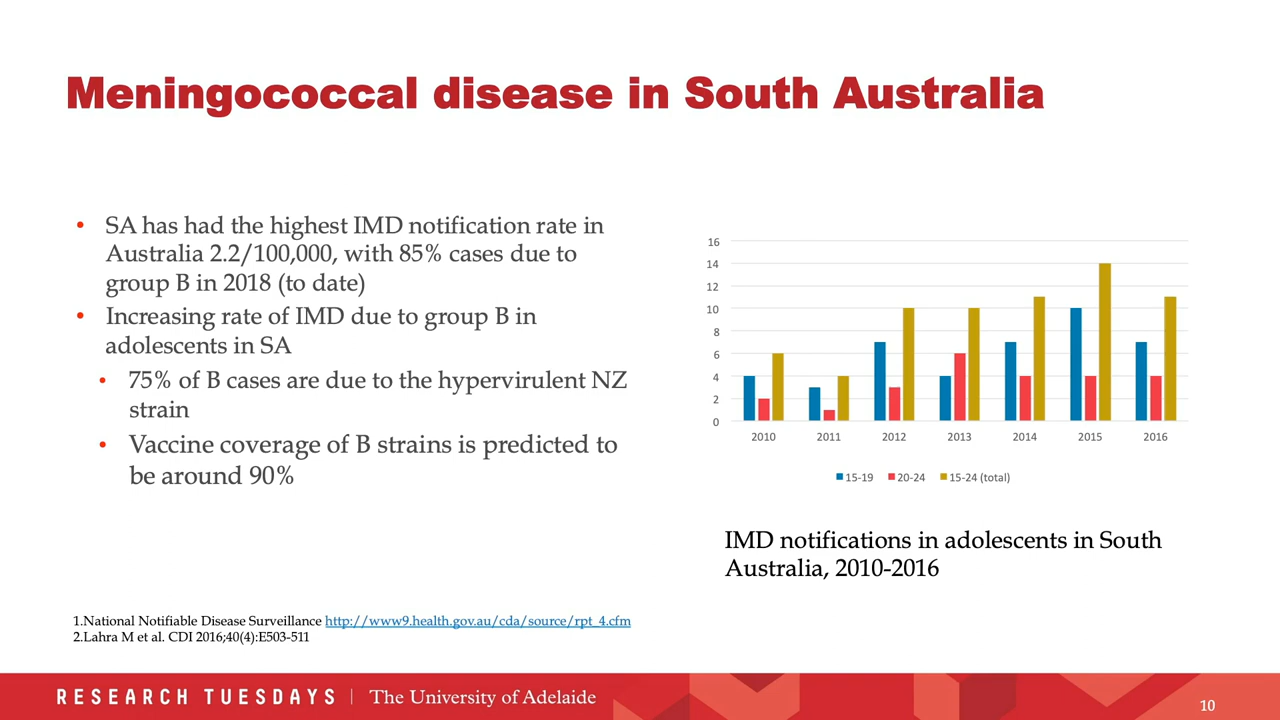 Meningococcal disease in South Australia
• SA has had the highest IMD notification rate in
Australia 2.2/100,000, with 85% cases due to
group B in 2018 (to date)
• Increasing rate of IMD due to group B in
adolescents in SA
• 75% of B cases are due to the hypervirulent NZ
strain
• Vaccine coverage of B strains is predicted to
be around 90%
16
14
12
10
8
6
4
2
0
2010 2011 2012 2013 2014 2015 2016
15-19 20-24 15-24 (total)
IMD notifications in adolescents in South
Australia, 2010-2016
1.National Notifiable Disease Surveillance http://www9.health.gov.au/cda/source/rpt_4.cfm
2.Lahra M et al. CDI 2016;40(4):E503-511
RESEARCH TUESDAYS | The University of Adelaide
10